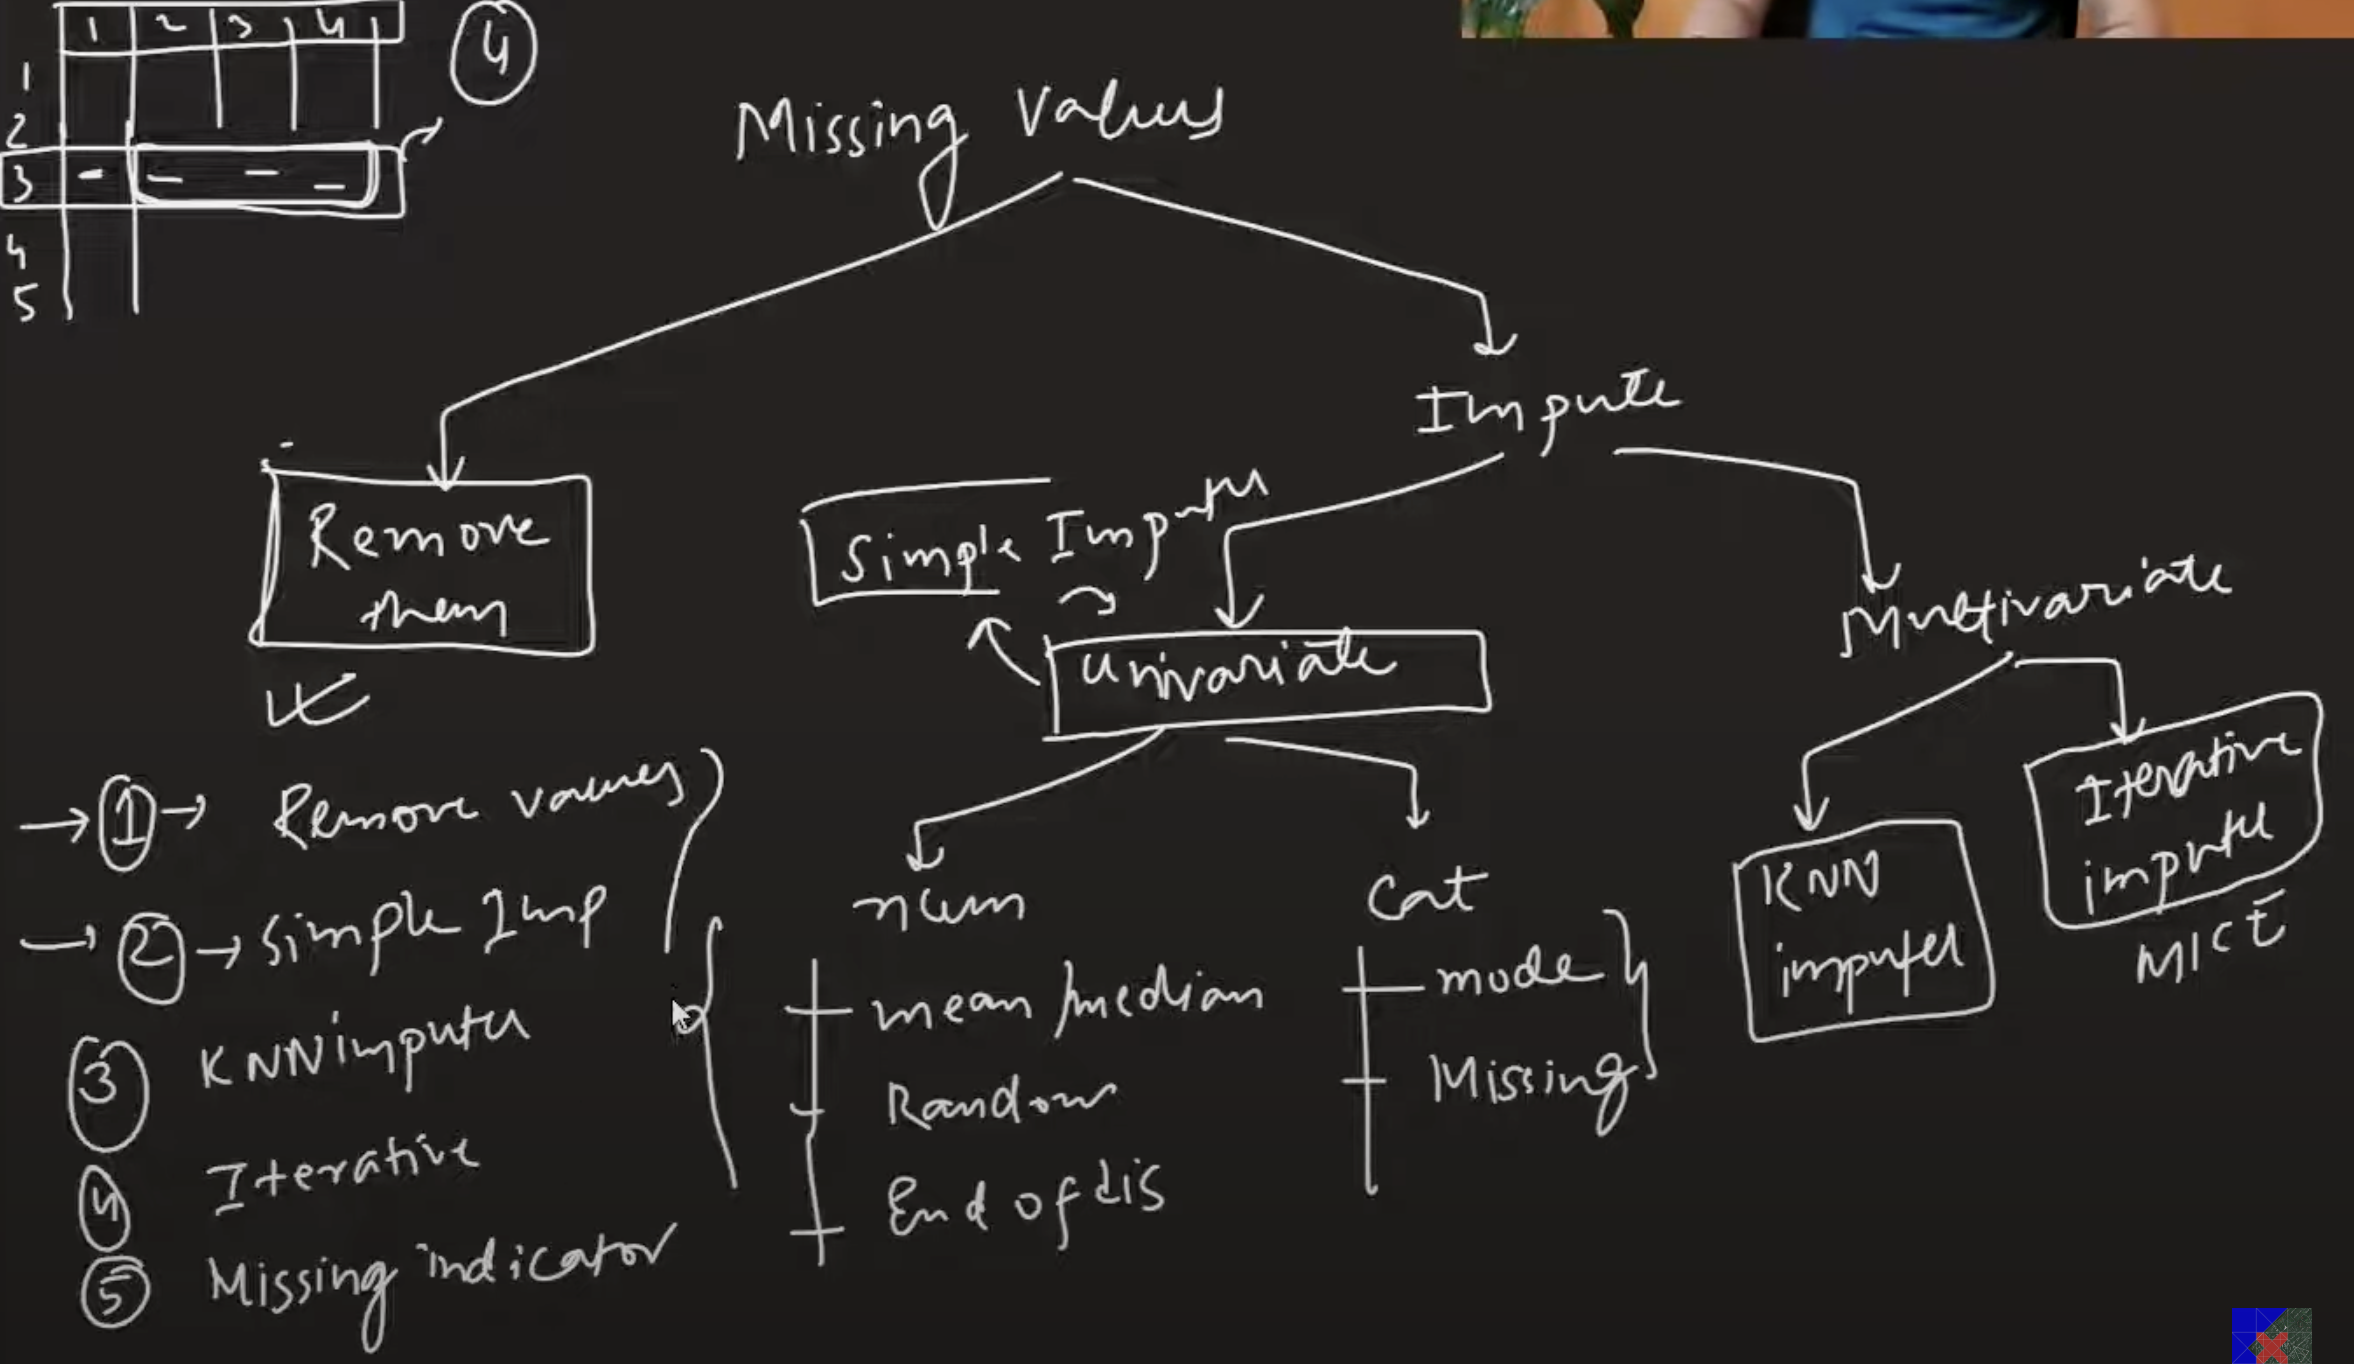 1 2 3 4
1
2
3
4
5
4
Missing Values
Impute
Remove
them
Simple Imputer
Univariate
Multivariate
num
mean/median
Random
End of dis
Cat
mode
Missing
KNN
imputer
Iterative
imputer
MICE
1 → Remove values
2 → Simple Imp
3 KNN imputer
4 Iterative
5 Missing indicator